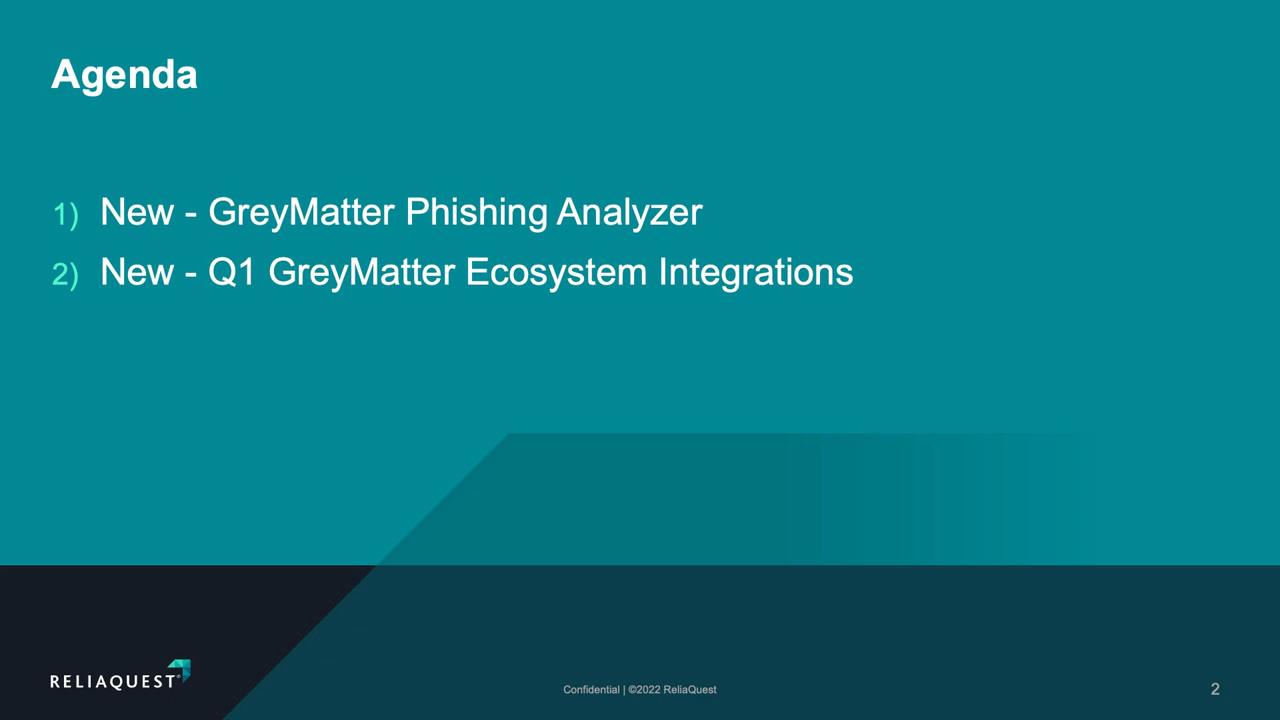 Agenda
1) New - GreyMatter Phishing Analyzer
2) New - Q1 GreyMatter Ecosystem Integrations
RELIAQUEST®
Confidential | ©2022 ReliaQuest
2